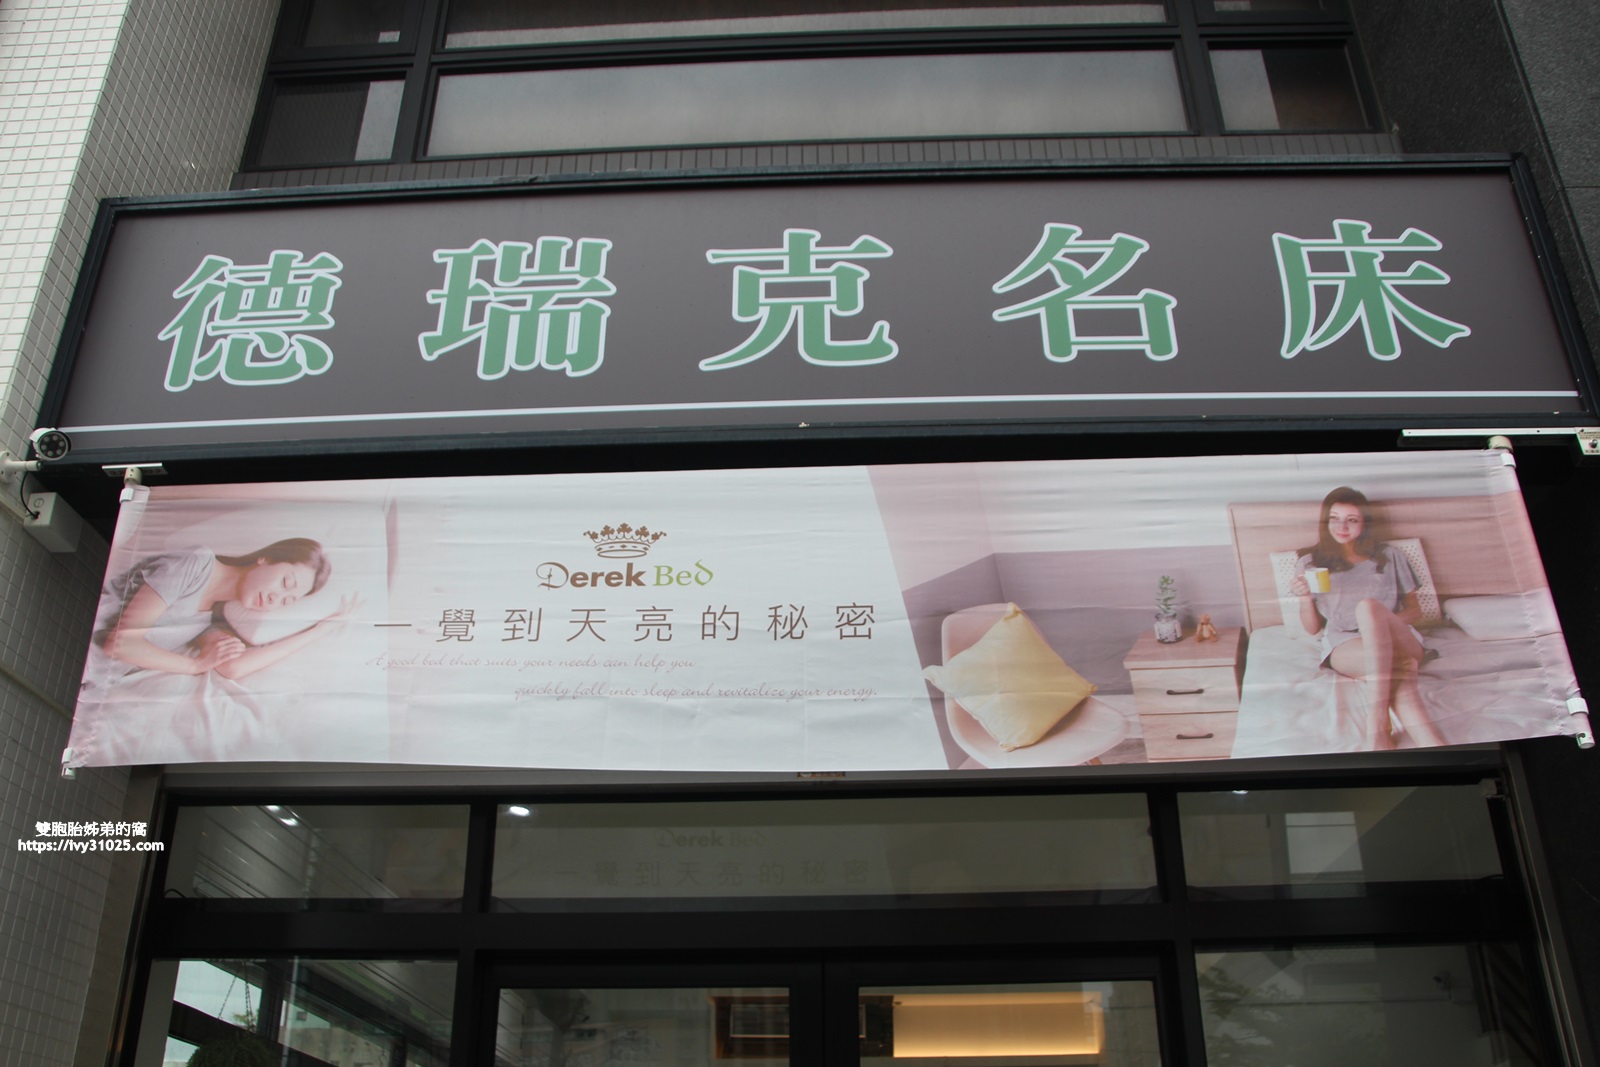 德瑞克名床
Derek Bed
一覺到天亮的秘密
A good bed that suits your needs can help you
quickly fall into sleep and revitalize your energy.
雙胞胎姊弟的窩
https://ivy31025.com
Derek Bed
一覺到天亮的秘密